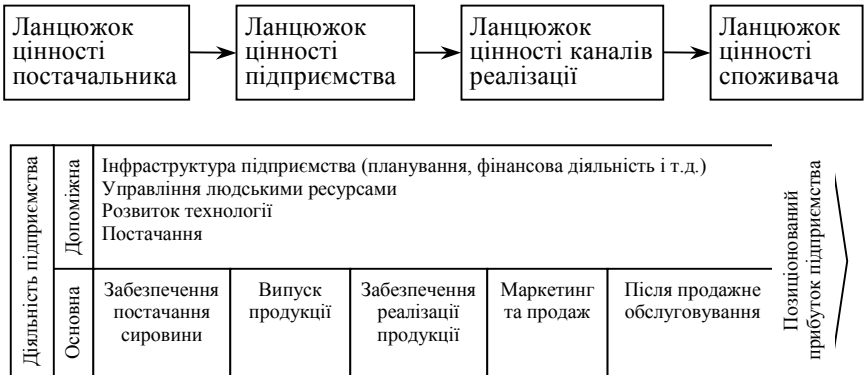 Ланцюжок
цінності
постачальника
Ланцюжок
цінності
підприємства
Ланцюжок
цінності каналів
реалізації
Ланцюжок
цінності
споживача
Діяльність підприємства
Допоміжна
Інфраструктура підприємства (планування, фінансова діяльність і т.д.)
Управління людськими ресурсами
Розвиток технології
Постачання
Основна
Забезпечення
постачання
сировини
Випуск
продукції
Забезпечення
реалізації
продукції
Маркетинг
та продаж
Після продажне
обслуговування
Позиціонований
прибуток підприємства